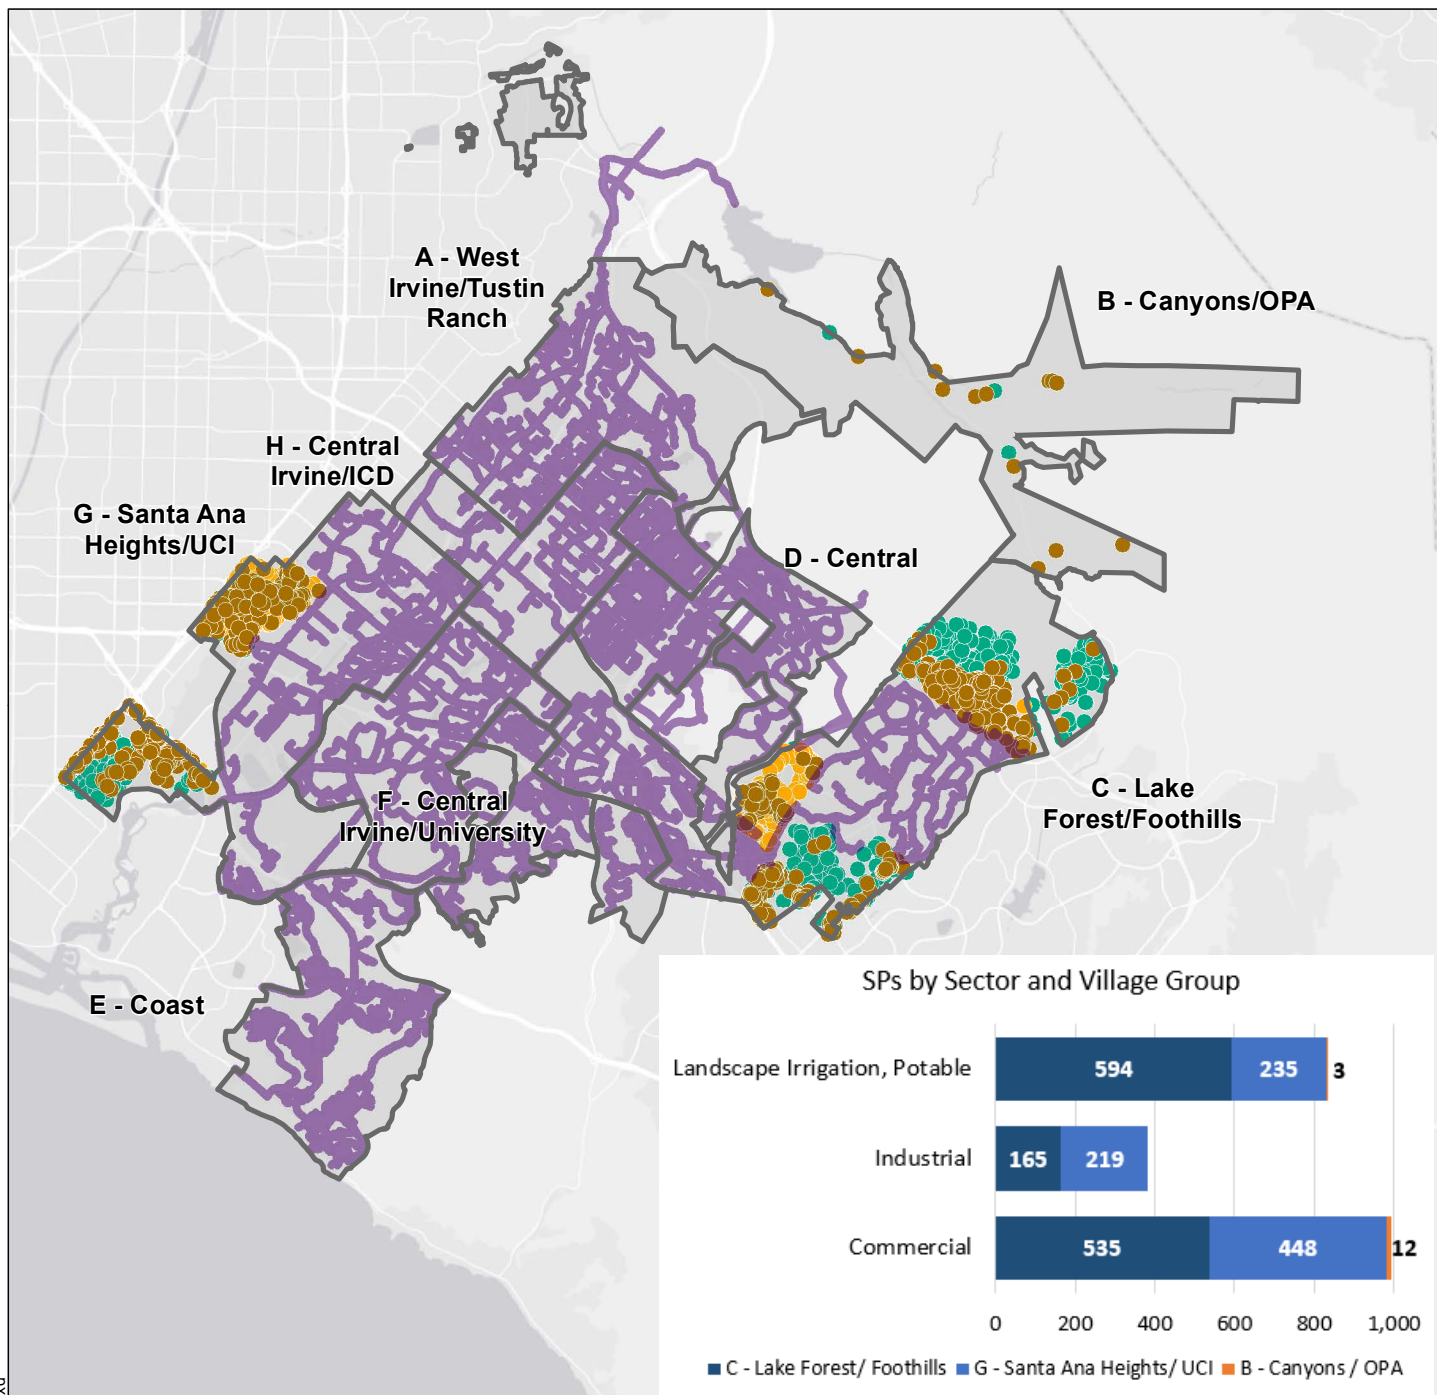 A - West
Irvine/Tustin
Ranch
B - Canyons/OPA
H - Central
Irvine/ICD
G - Santa Ana
Heights/UCI
D - Central
F - Central
Irvine/University
C - Lake
Forest/Foothills
E - Coast
SPs by Sector and Village Group
Landscape Irrigation, Potable 594 235 3
Industrial 165 219
Commercial 535 448 12
0 200 400 600 800 1,000
C - Lake Forest/ Foothills G - Santa Ana Heights/ UCI B - Canyons / OPA